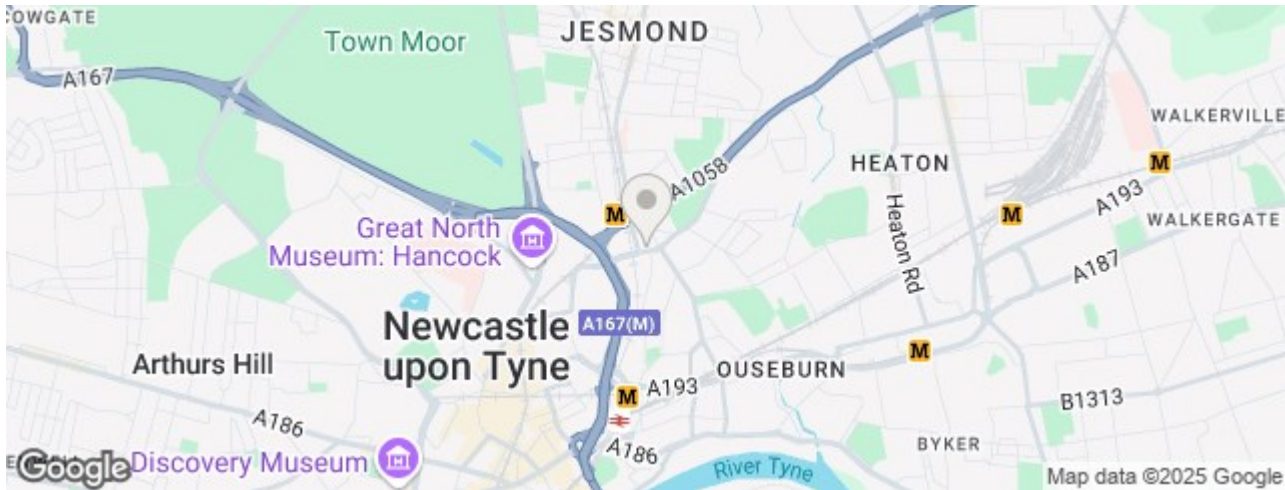 COWGATE
Town Moor
JESMOND
A167
WALKERVILLE
M
A1058
HEATON
M
M
A193
Great North
Museum: Hancock
Heaton Rd
WALKERGATE
A187
Newcastle
upon Tyne
A167(M)
M
Arthurs Hill
OUSEBURN
M
A193
B1313
A186
A186
BYKER
Discovery Museum
River Tyne
Google
Map data ©2025 Google